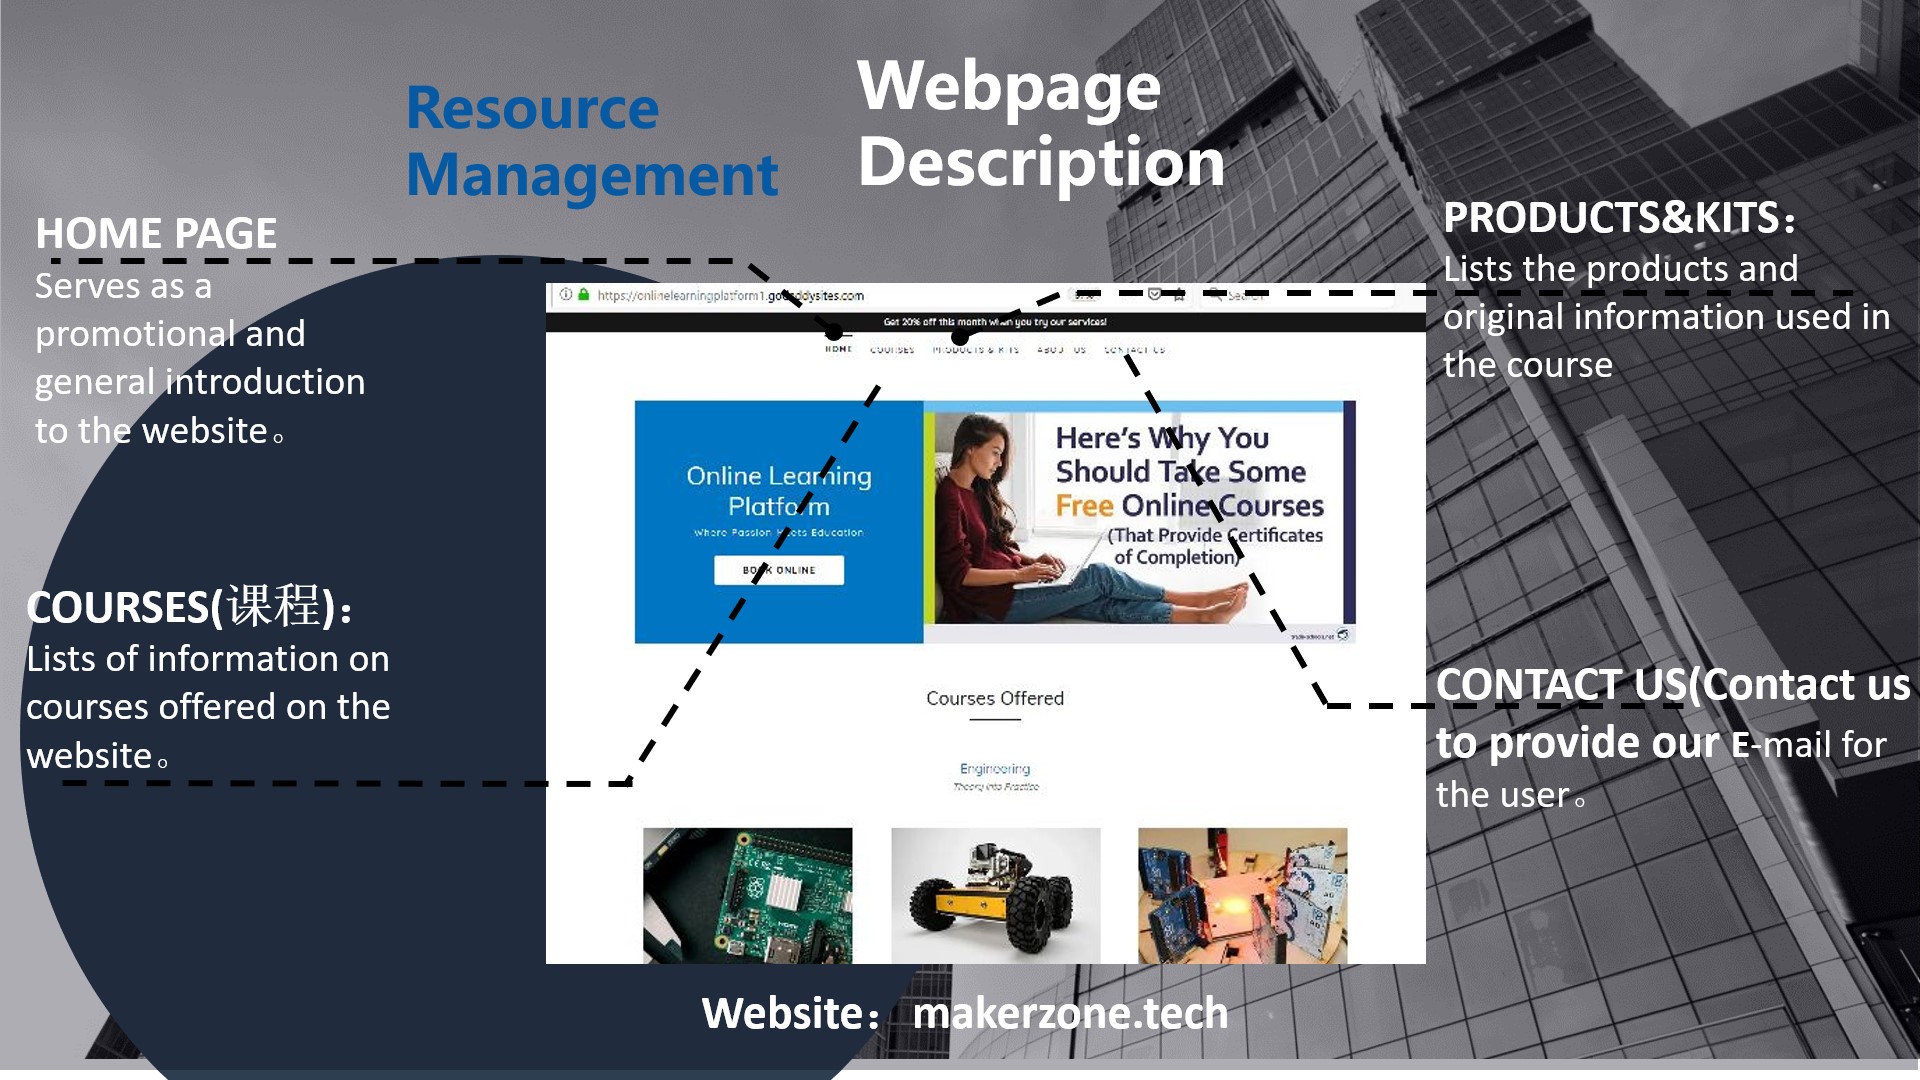 Resource
Management
Webpage
Description
HOME PAGE
Serves as a
promotional and
general introduction
to the website。
COURSES(课程)：
Lists of information on
courses offered on the
website。
PRODUCTS&KITS：
Lists the products and
original information used in
the course
CONTACT US(Contact us
to provide our E-mail for
the user。
https://onlinelearningplatform1.godaddysites.com
Search
Get 20% off this month when you try our services!
HOME COURSES PRODUCTS & KITS ABOUT US CONTACT US
Online Learning
Platform
Where Passion Meets Education
BOOK ONLINE
Here's Why You
Should Take Some
Free Online Courses
(That Provide Certificates
of Completion)
Courses Offered
Engineering
Theory into Practice
Website： makerzone.tech